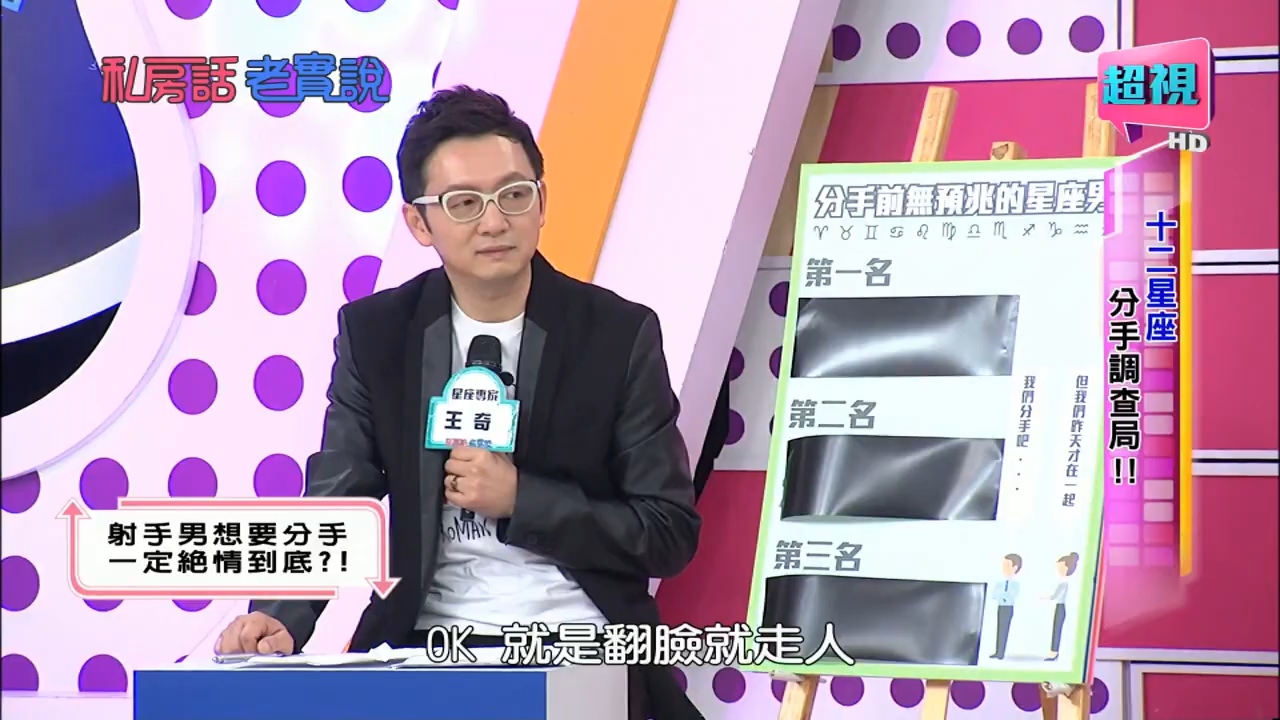 私房話 老實說
超視
HD
十二星座
分手調查局!!
分手前無預兆的星座男
第一名
第二名
第三名
但我們昨天才在一起
我們分手吧....
星座專家
王奇
射手男想要分手
一定絕情到底?!
OK 就是翻臉就走人